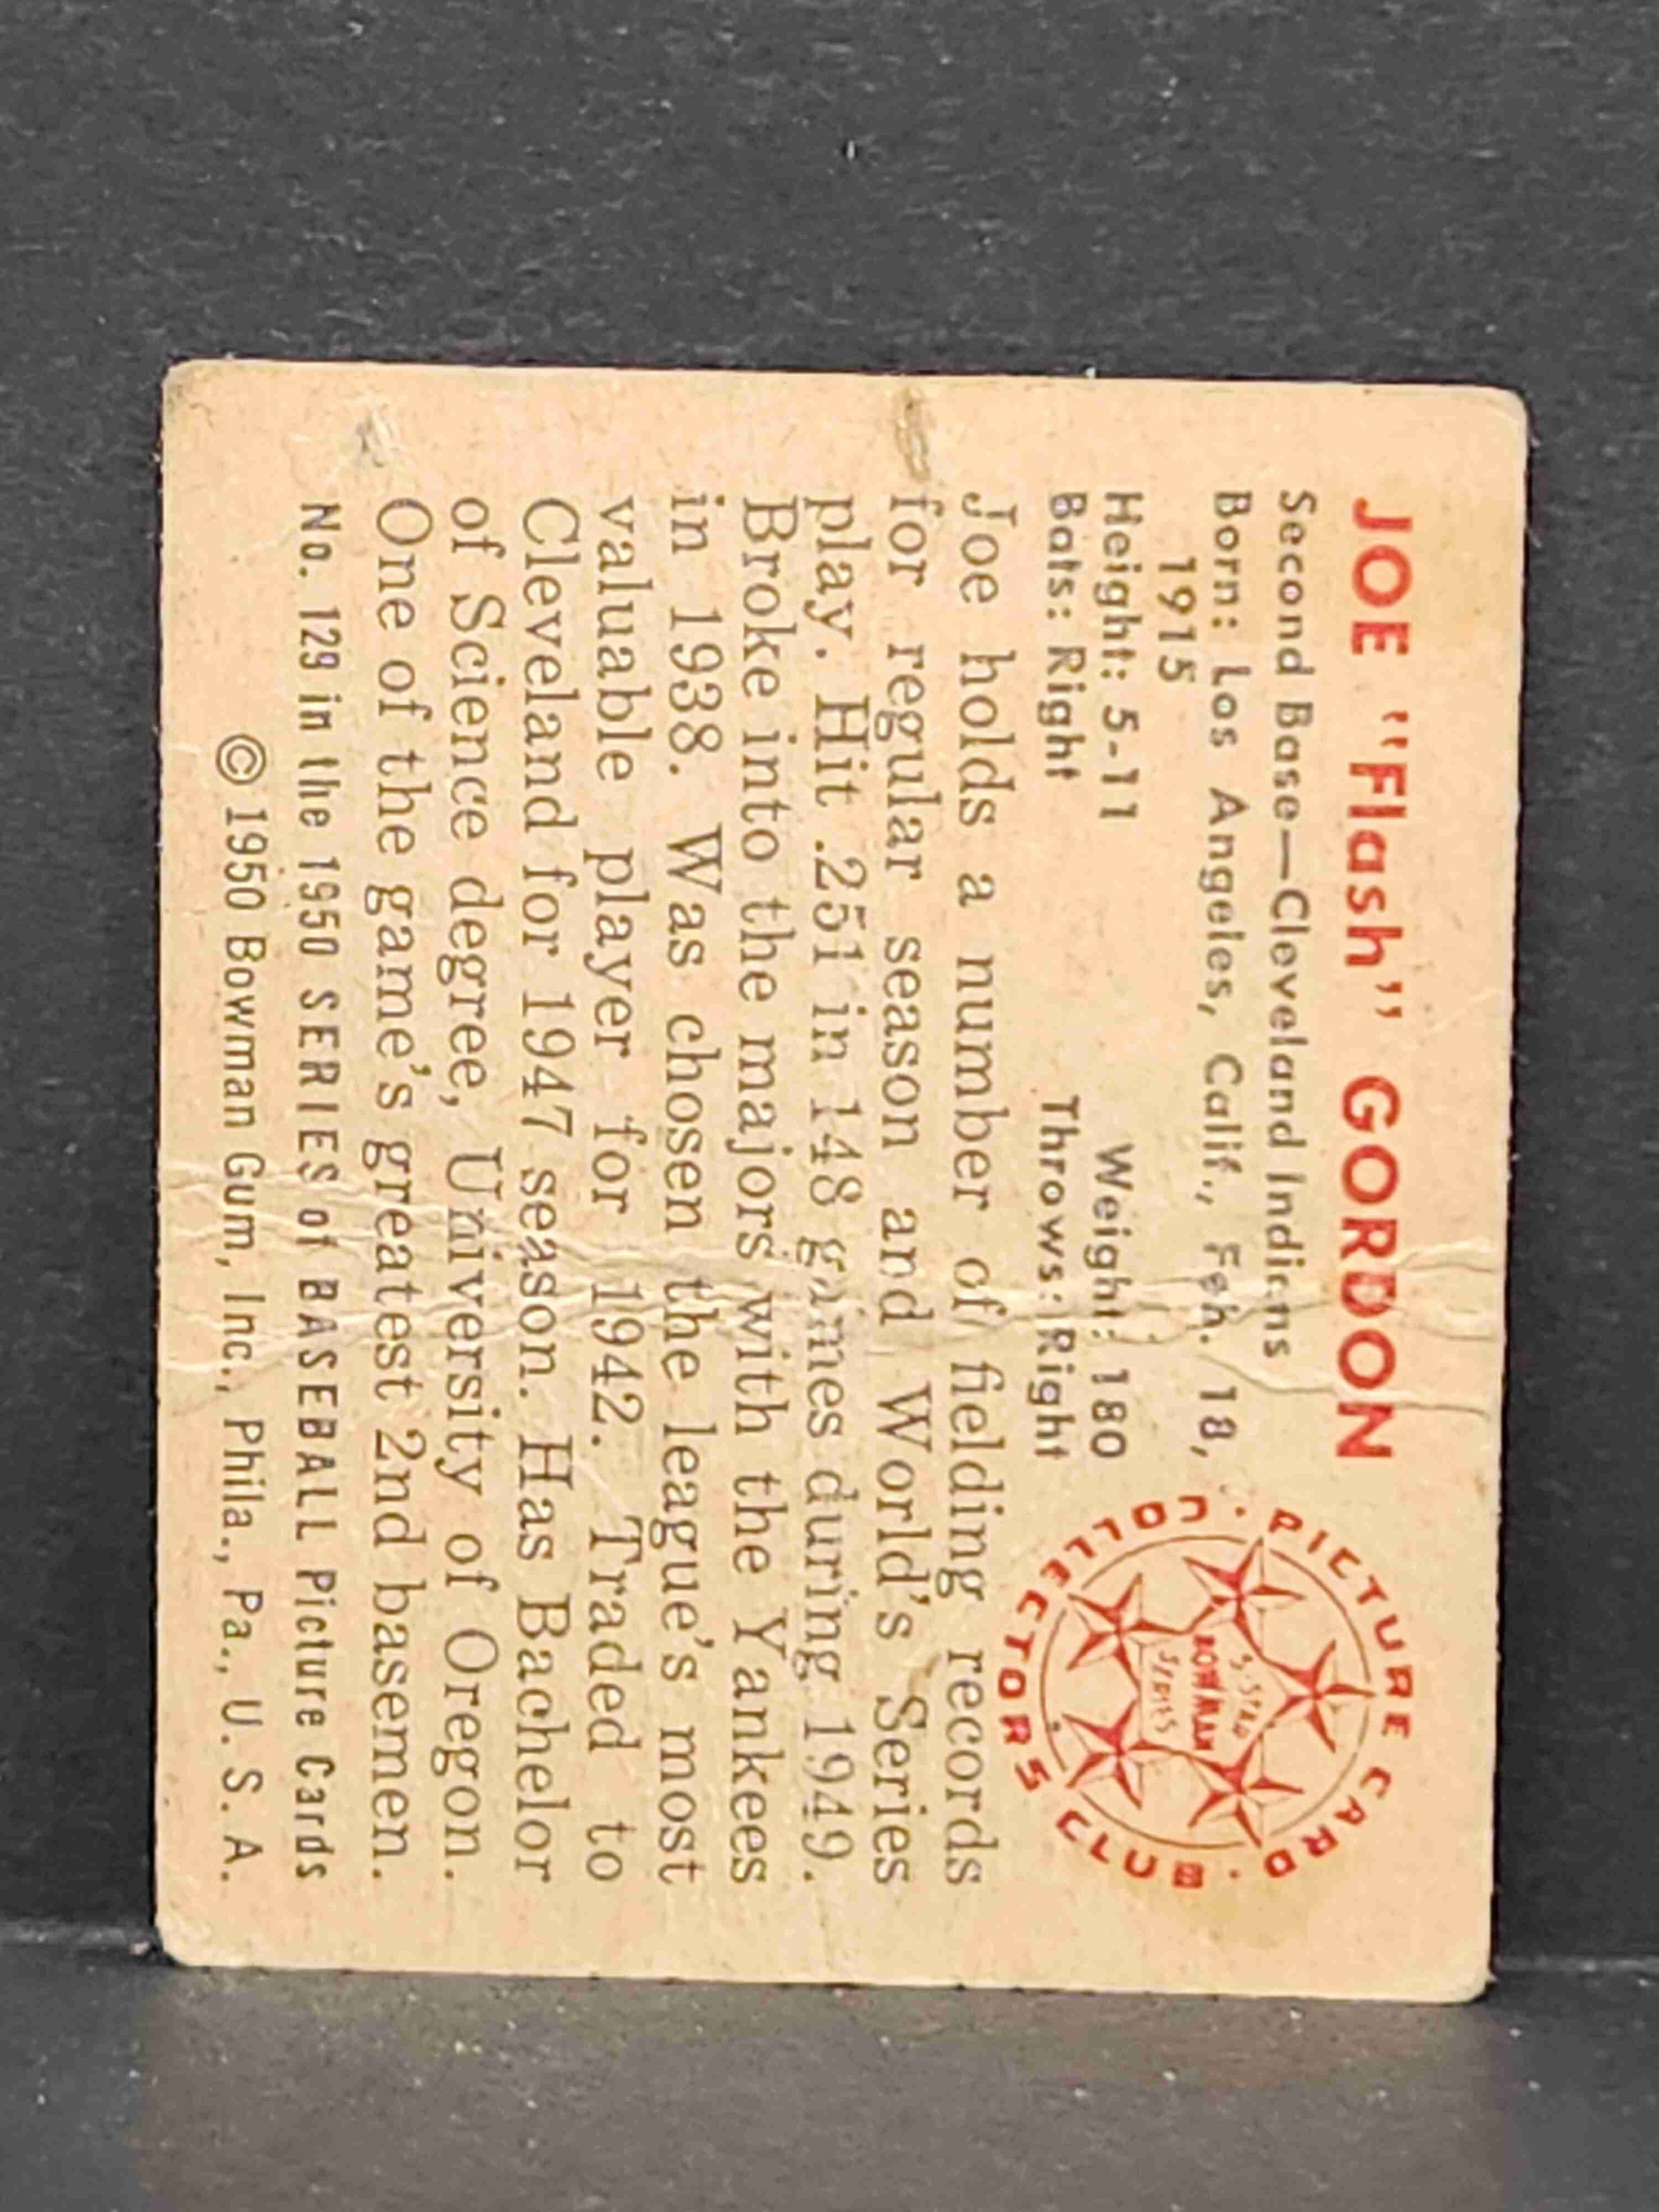 JOE "Flash" GORDON
Second Base—Cleveland Indians
Born: Los Angeles, Calif., Feb. 18,
1915
Height: 5-11 Weight: 180
Bats: Right Throws: Right
PICTURE CARD · COLLECTORS CLUB ·
5-STAR
BOWMAN
SERIES
Joe holds a number of fielding records
for regular season and World's Series
play. Hit .251 in 148 games during 1949.
Broke into the majors with the Yankees
in 1938. Was chosen the league's most
valuable player for 1942. Traded to
Cleveland for 1947 season. Has Bachelor
of Science degree, University of Oregon.
One of the game's greatest 2nd basemen.
No. 129 in the 1950 SERIES of BASEBALL Picture Cards
©1950 Bowman Gum, Inc., Phila., Pa., U. S. A.